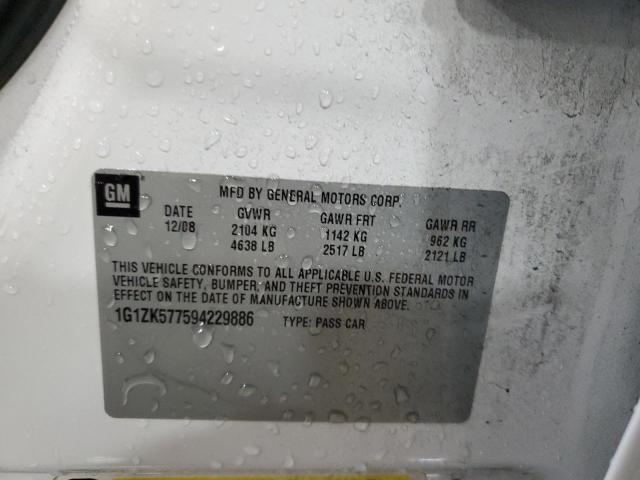 GM
MFD BY GENERAL MOTORS CORP.
DATE GVWR GAWR FRT GAWR RR
12/08 2104 KG 1142 KG 962 KG
4638 LB 2517 LB 2121 LB
THIS VEHICLE CONFORMS TO ALL APPLICABLE U.S. FEDERAL MOTOR
VEHICLE SAFETY, BUMPER, AND THEFT PREVENTION STANDARDS IN
EFFECT ON THE DATE OF MANUFACTURE SHOWN ABOVE.
1G1ZK577594229886 TYPE: PASS CAR